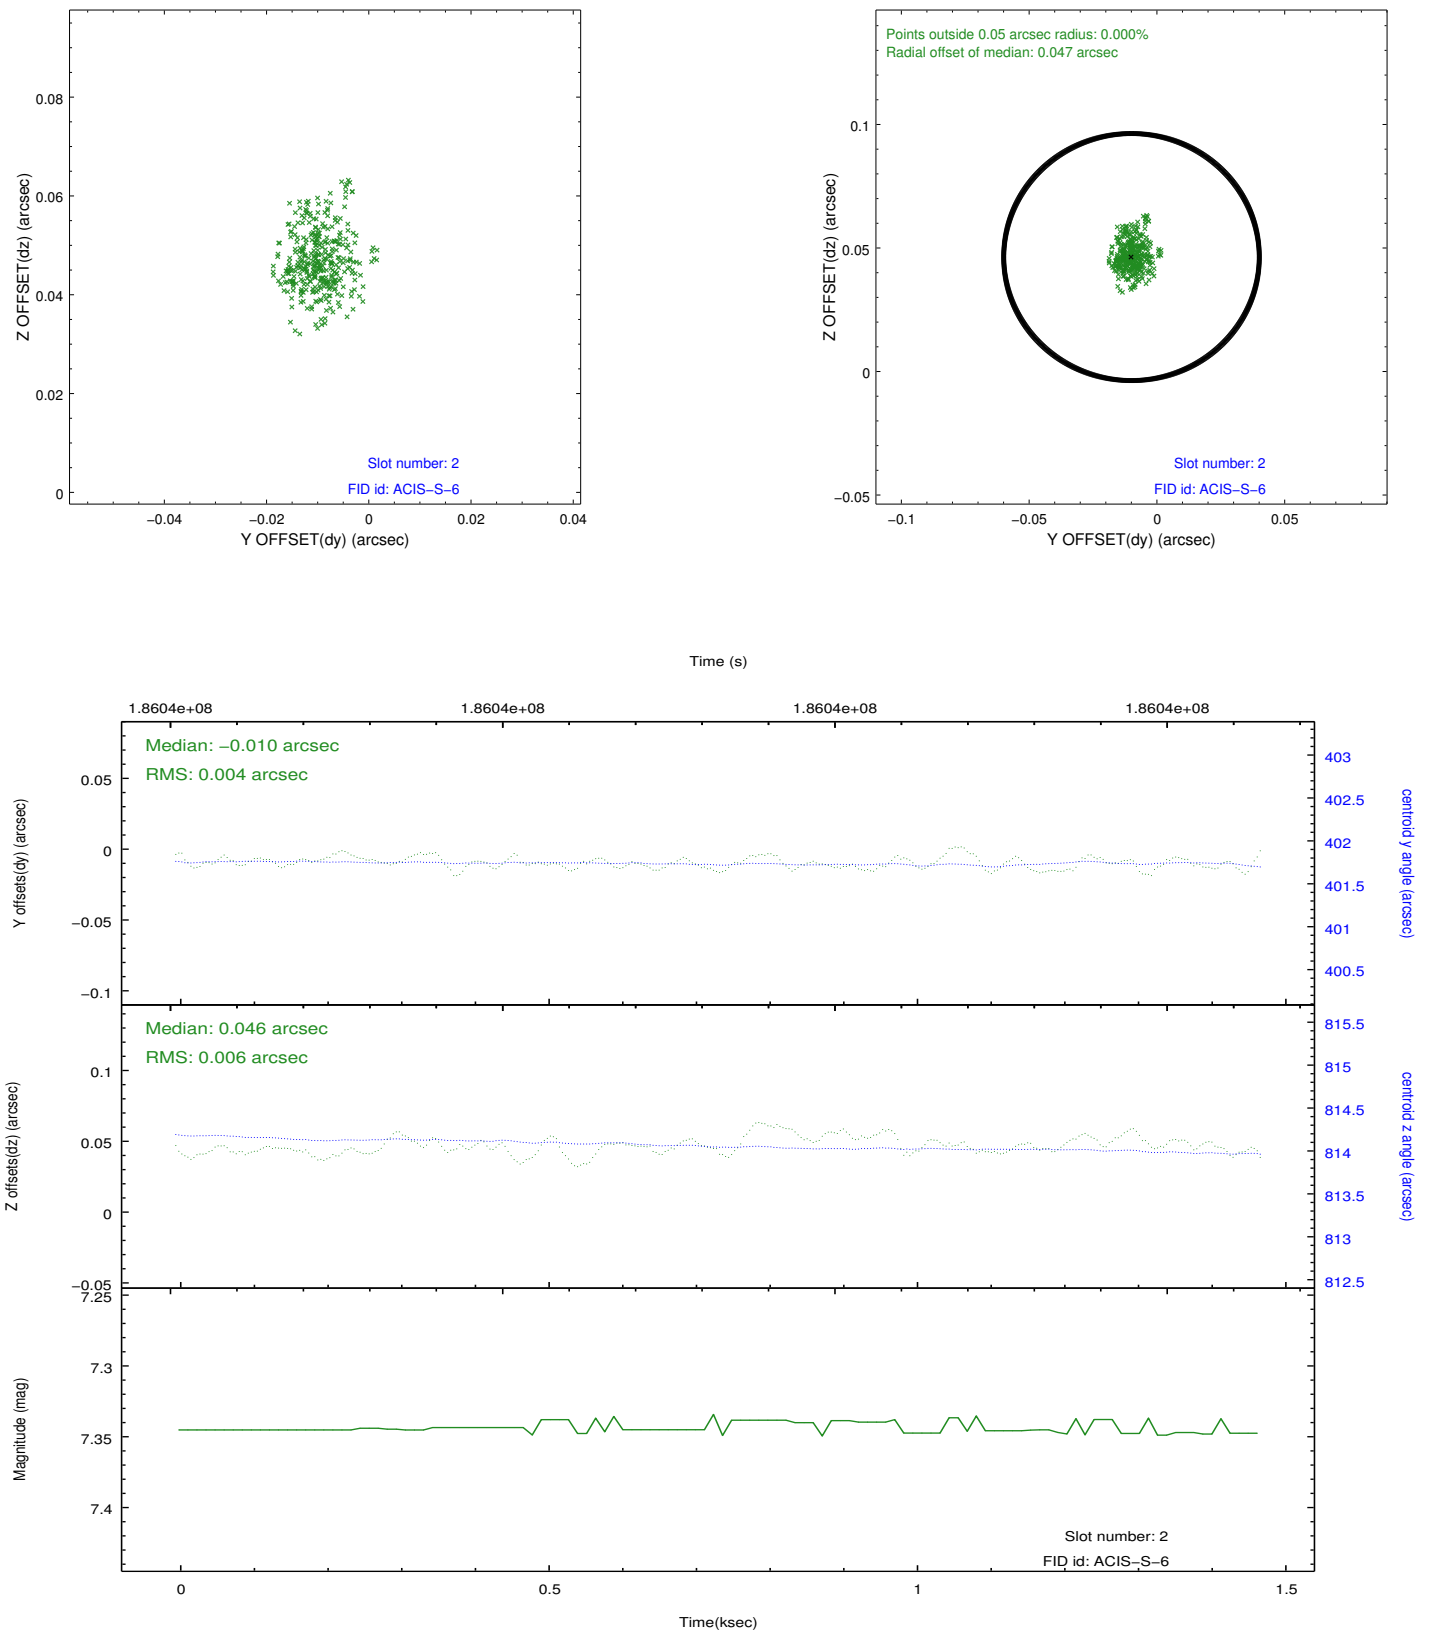 Points outside 0.05 arcsec radius: 0.000%
Radial offset of median: 0.047 arcsec
0.08
0.06
0.04
0.02
0
Z OFFSET(dz) (arcsec)
Slot number: 2
FID id: ACIS−S−6
−0.04 −0.02 0 0.02 0.04
Y OFFSET(dy) (arcsec)
0.1
0.05
0
−0.05
Z OFFSET(dz) (arcsec)
Slot number: 2
FID id: ACIS−S−6
−0.1 −0.05 0 0.05
Y OFFSET(dy) (arcsec)
Time (s)
1.8604e+08 1.8604e+08 1.8604e+08 1.8604e+08
Median: −0.010 arcsec
RMS: 0.004 arcsec
0.05
0
−0.05
−0.1
Y offsets(dy) (arcsec)
403
402.5
402
401.5
401
400.5
centroid y angle (arcsec)
Median: 0.046 arcsec
RMS: 0.006 arcsec
0.1
0.05
0
−0.05
Z offsets(dz) (arcsec)
815.5
815
814.5
814
813.5
813
812.5
centroid z angle (arcsec)
7.25
7.3
7.35
7.4
Magnitude (mag)
Slot number: 2
FID id: ACIS−S−6
0 0.5 1 1.5
Time(ksec)